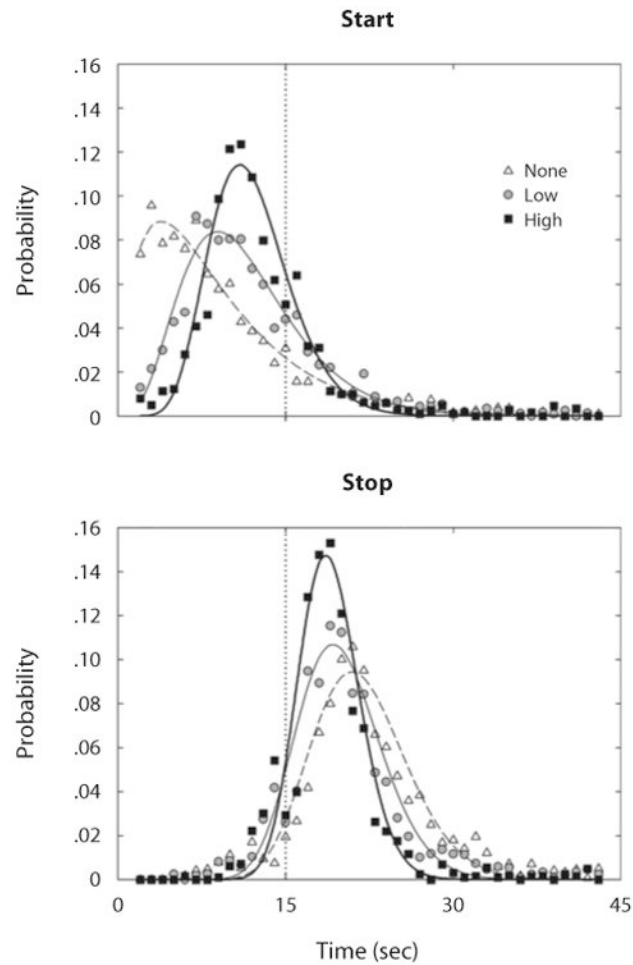 Start
.16
.14
.12
.10
.08
.06
.04
.02
0
Probability
None
Low
High
Stop
.16
.14
.12
.10
.08
.06
.04
.02
0
Probability
0 15 30 45
Time (sec)